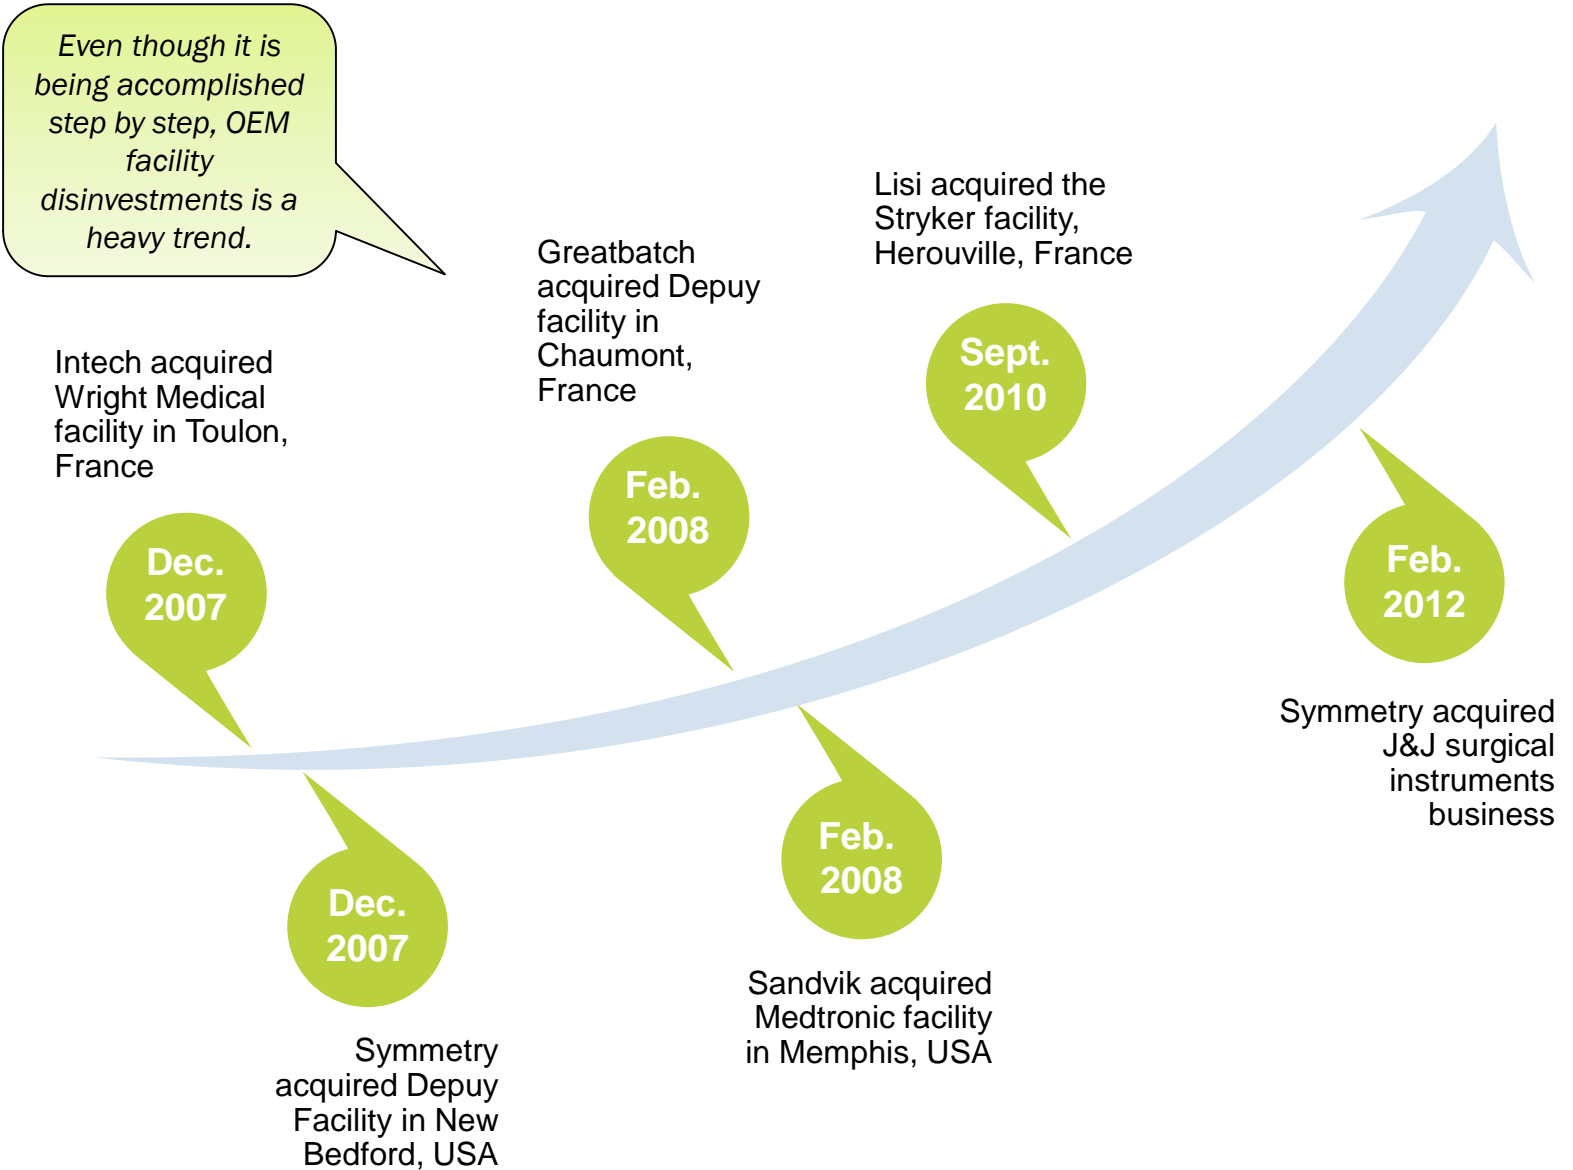 Even though it is
being accomplished
step by step, OEM
facility
disinvestments is a
heavy trend.
Intech acquired
Wright Medical
facility in Toulon,
France
Dec.
2007
Symmetry
acquired Depuy
Facility in New
Bedford, USA
Dec.
2007
Greatbatch
acquired Depuy
facility in
Chaumont,
France
Feb.
2008
Sandvik acquired
Medtronic facility
in Memphis, USA
Feb.
2008
Lisi acquired the
Stryker facility,
Herouville, France
Sept.
2010
Feb.
2012
Symmetry acquired
J&J surgical
instruments
business